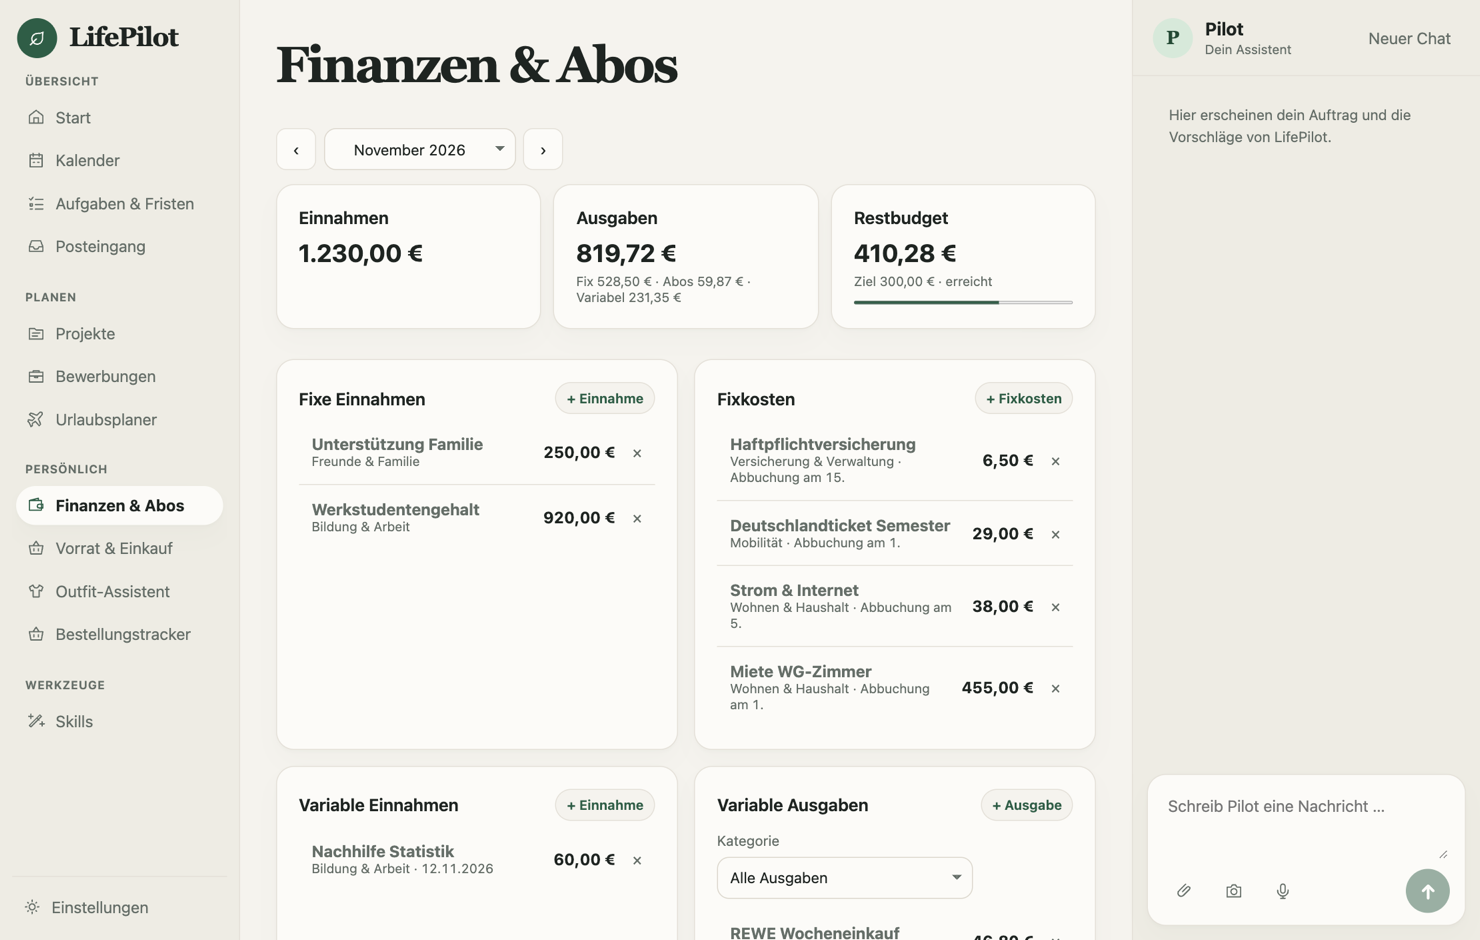 LifePilot
ÜBERSICHT
Start
Kalender
Aufgaben & Fristen
Posteingang
PLANEN
Projekte
Bewerbungen
Urlaubsplaner
PERSÖNLICH
Finanzen & Abos
Vorrat & Einkauf
Outfit-Assistent
Bestellungstracker
WERKZEUGE
Skills
Einstellungen
Finanzen & Abos
‹
November 2026
›
Einnahmen
1.230,00 €
Ausgaben
819,72 €
Fix 528,50 € · Abos 59,87 € ·
Variabel 231,35 €
Restbudget
410,28 €
Ziel 300,00 € · erreicht
Fixe Einnahmen
+ Einnahme
Unterstützung Familie
Freunde & Familie
250,00 € ×
Werkstudentengehalt
Bildung & Arbeit
920,00 € ×
Fixkosten
+ Fixkosten
Haftpflichtversicherung
Versicherung & Verwaltung ·
Abbuchung am 15.
6,50 € ×
Deutschlandticket Semester
Mobilität · Abbuchung am 1.
29,00 € ×
Strom & Internet
Wohnen & Haushalt · Abbuchung am
5.
38,00 € ×
Miete WG-Zimmer
Wohnen & Haushalt · Abbuchung
am 1.
455,00 € ×
Variable Einnahmen
+ Einnahme
Nachhilfe Statistik
Bildung & Arbeit · 12.11.2026
60,00 € ×
Variable Ausgaben
+ Ausgabe
Kategorie
Alle Ausgaben
REWE Wocheneinkauf
P
Pilot
Dein Assistent
Neuer Chat
Hier erscheinen dein Auftrag und die
Vorschläge von LifePilot.
Schreib Pilot eine Nachricht ...